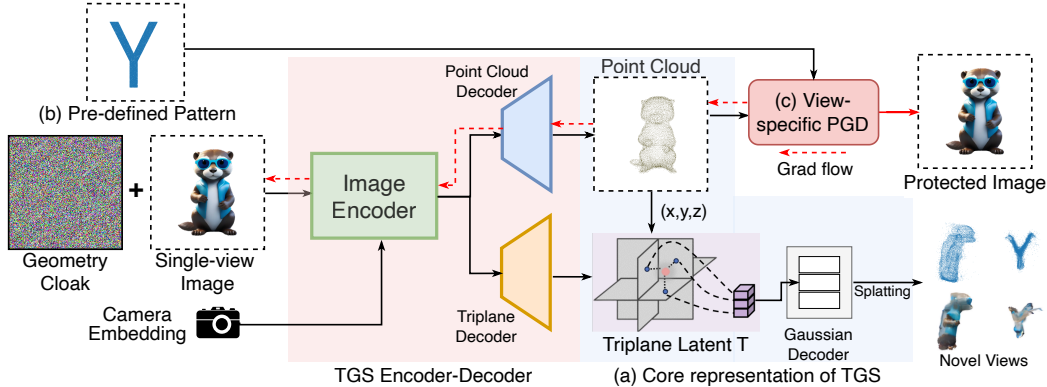 Y
(b) Pre-defined Pattern
Point Cloud
Decoder
Point Cloud
(c) View-
specific PGD
Grad flow
Protected Image
+
Image
Encoder
Geometry
Cloak
Single-view
Image
(x,y,z)
Camera
Embedding
Triplane
Decoder
Triplane Latent T
Gaussian
Decoder
Splatting
Novel Views
TGS Encoder-Decoder
(a) Core representation of TGS